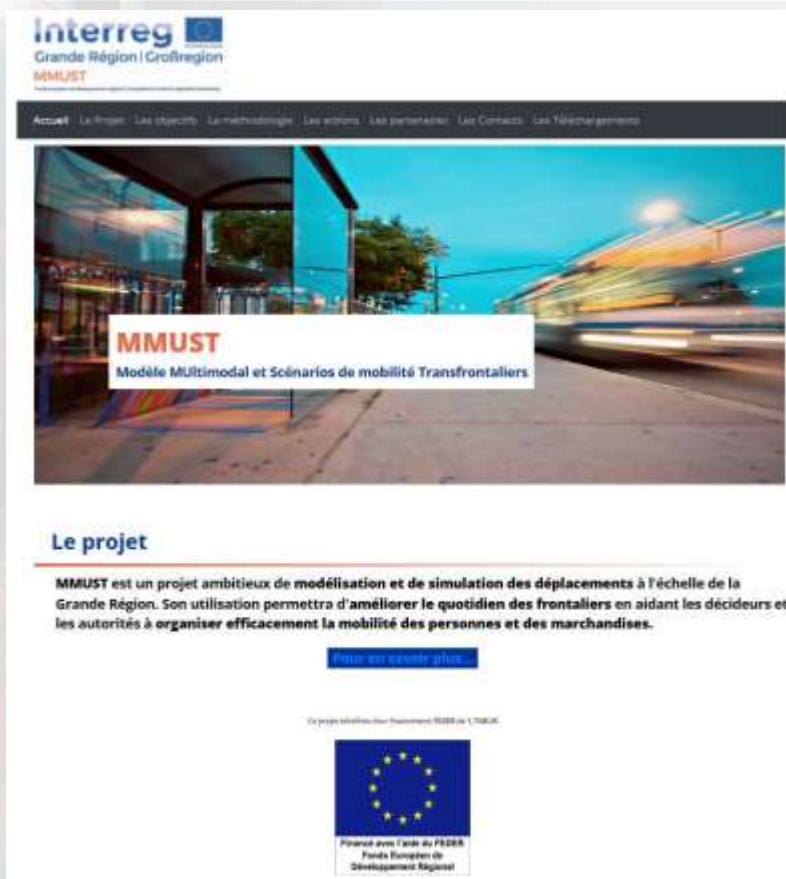 Interreg
Grande Région | Großregion
MMUST
Accueil Le Projet Les objectifs La méthodologie Les actions Les partenaires Les Contacts Les Téléchargements
MMUST
Modèle MUltimodal et Scénarios de mobilité Transfrontaliers
Le projet
MMUST est un projet ambitieux de modélisation et de simulation des déplacements à l'échelle de la
Grande Région. Son utilisation permettra d'améliorer le quotidien des frontaliers en aidant les décideurs et
les autorités à organiser efficacement la mobilité des personnes et des marchandises.
Pour en savoir plus...
Financé avec l'aide du FEDER
Fonds Européen de
Développement Régional